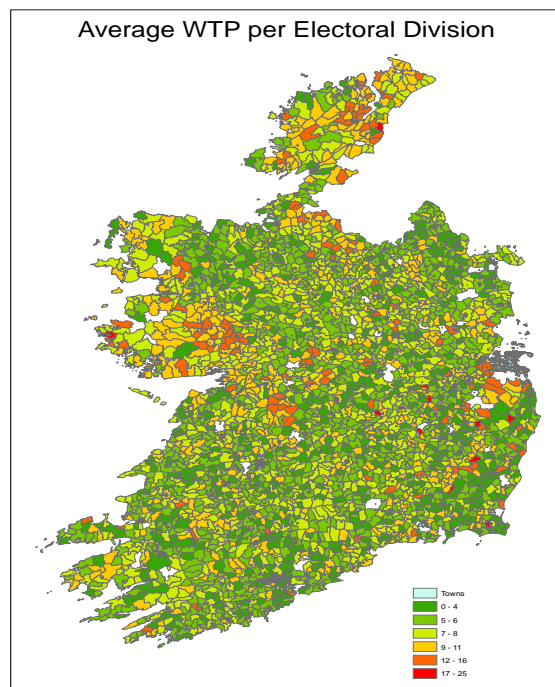 Average WTP per Electoral Division
Towns
0 - 4
5 - 6
7 - 8
9 - 11
12 - 16
17 - 25